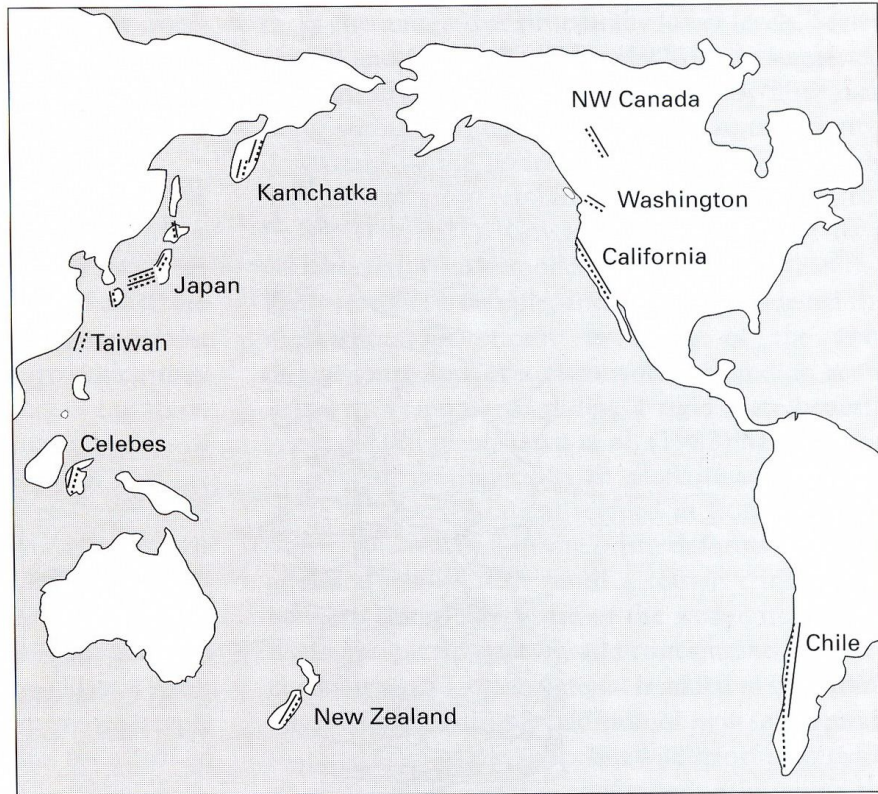 NW Canada
Kamchatka
Washington
California
Japan
Taiwan
Celebes
Chile
New Zealand